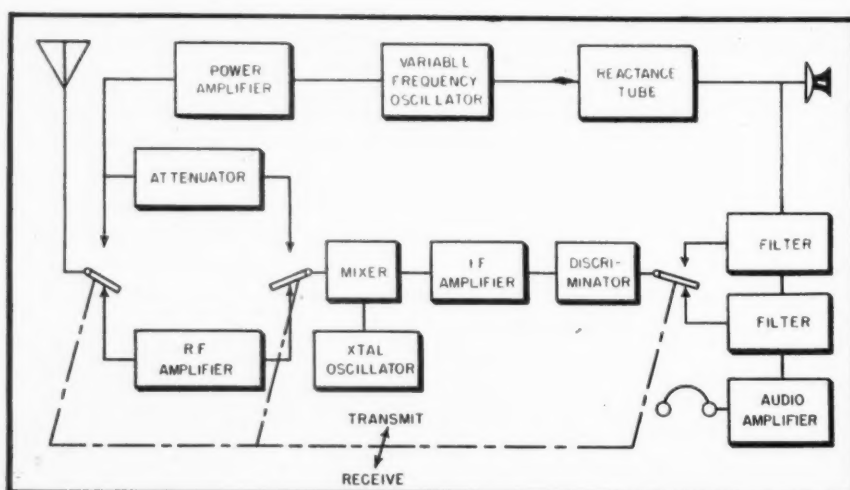 POWER
AMPLIFIER
VARIABLE
FREQUENCY
OSCILLATOR
REACTANCE
TUBE
ATTENUATOR
MIXER
I F
AMPLIFIER
DISCRI-
MINATOR
FILTER
R F
AMPLIFIER
XTAL
OSCILLATOR
FILTER
AUDIO
AMPLIFIER
TRANSMIT
RECEIVE